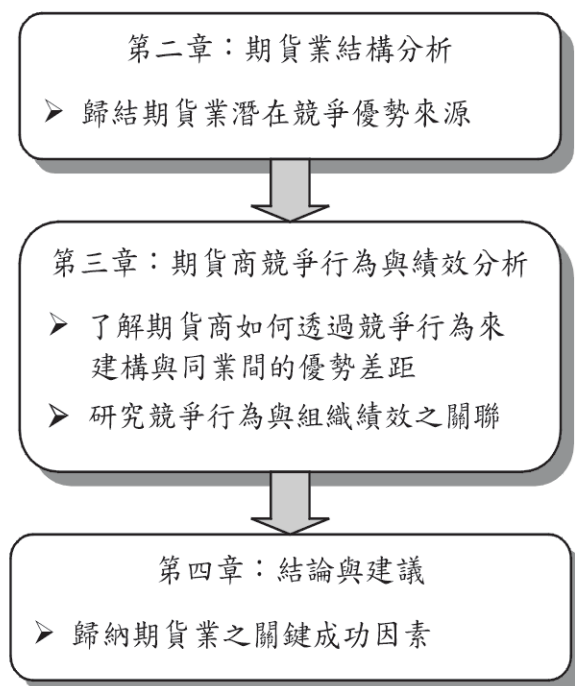 第二章：期貨業結構分析
➢ 歸結期貨業潛在競爭優勢來源
第三章：期貨商競爭行為與績效分析
➢ 了解期貨商如何透過競爭行為來
建構與同業間的優勢差距
➢ 研究競爭行為與組織績效之關聯
第四章：結論與建議
➢ 歸納期貨業之關鍵成功因素